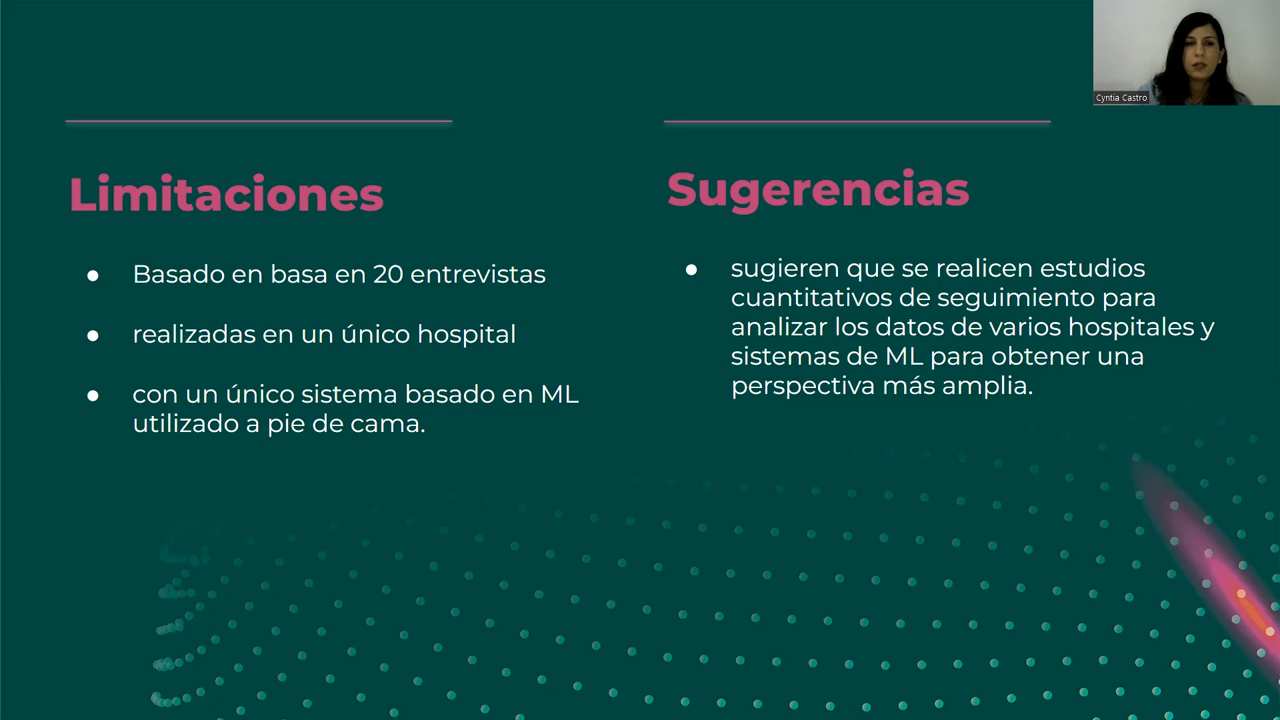 Cyntia Castro
Limitaciones
Basado en basa en 20 entrevistas
realizadas en un único hospital
con un único sistema basado en ML
utilizado a pie de cama.
Sugerencias
sugieren que se realicen estudios
cuantitativos de seguimiento para
analizar los datos de varios hospitales y
sistemas de ML para obtener una
perspectiva más amplia.